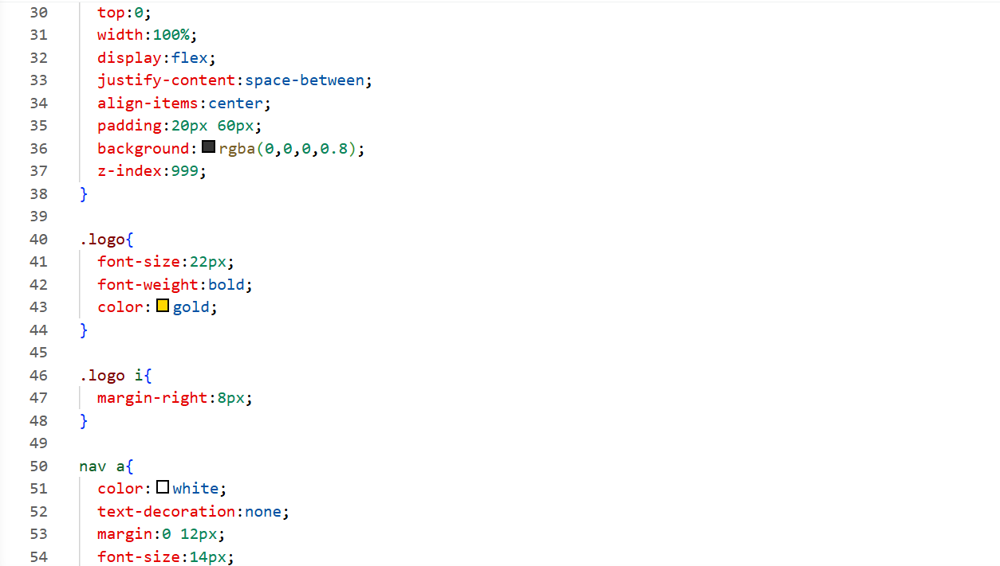 30 top:0;
31 width:100%;
32 display:flex;
33 justify-content:space-between;
34 align-items:center;
35 padding:20px 60px;
36 background:rgba(0,0,0,0.8);
37 z-index:999;
38 }
39
40 .logo{
41 font-size:22px;
42 font-weight:bold;
43 color:gold;
44 }
45
46 .logo i{
47 margin-right:8px;
48 }
49
50 nav a{
51 color:white;
52 text-decoration:none;
53 margin:0 12px;
54 font-size:14px;